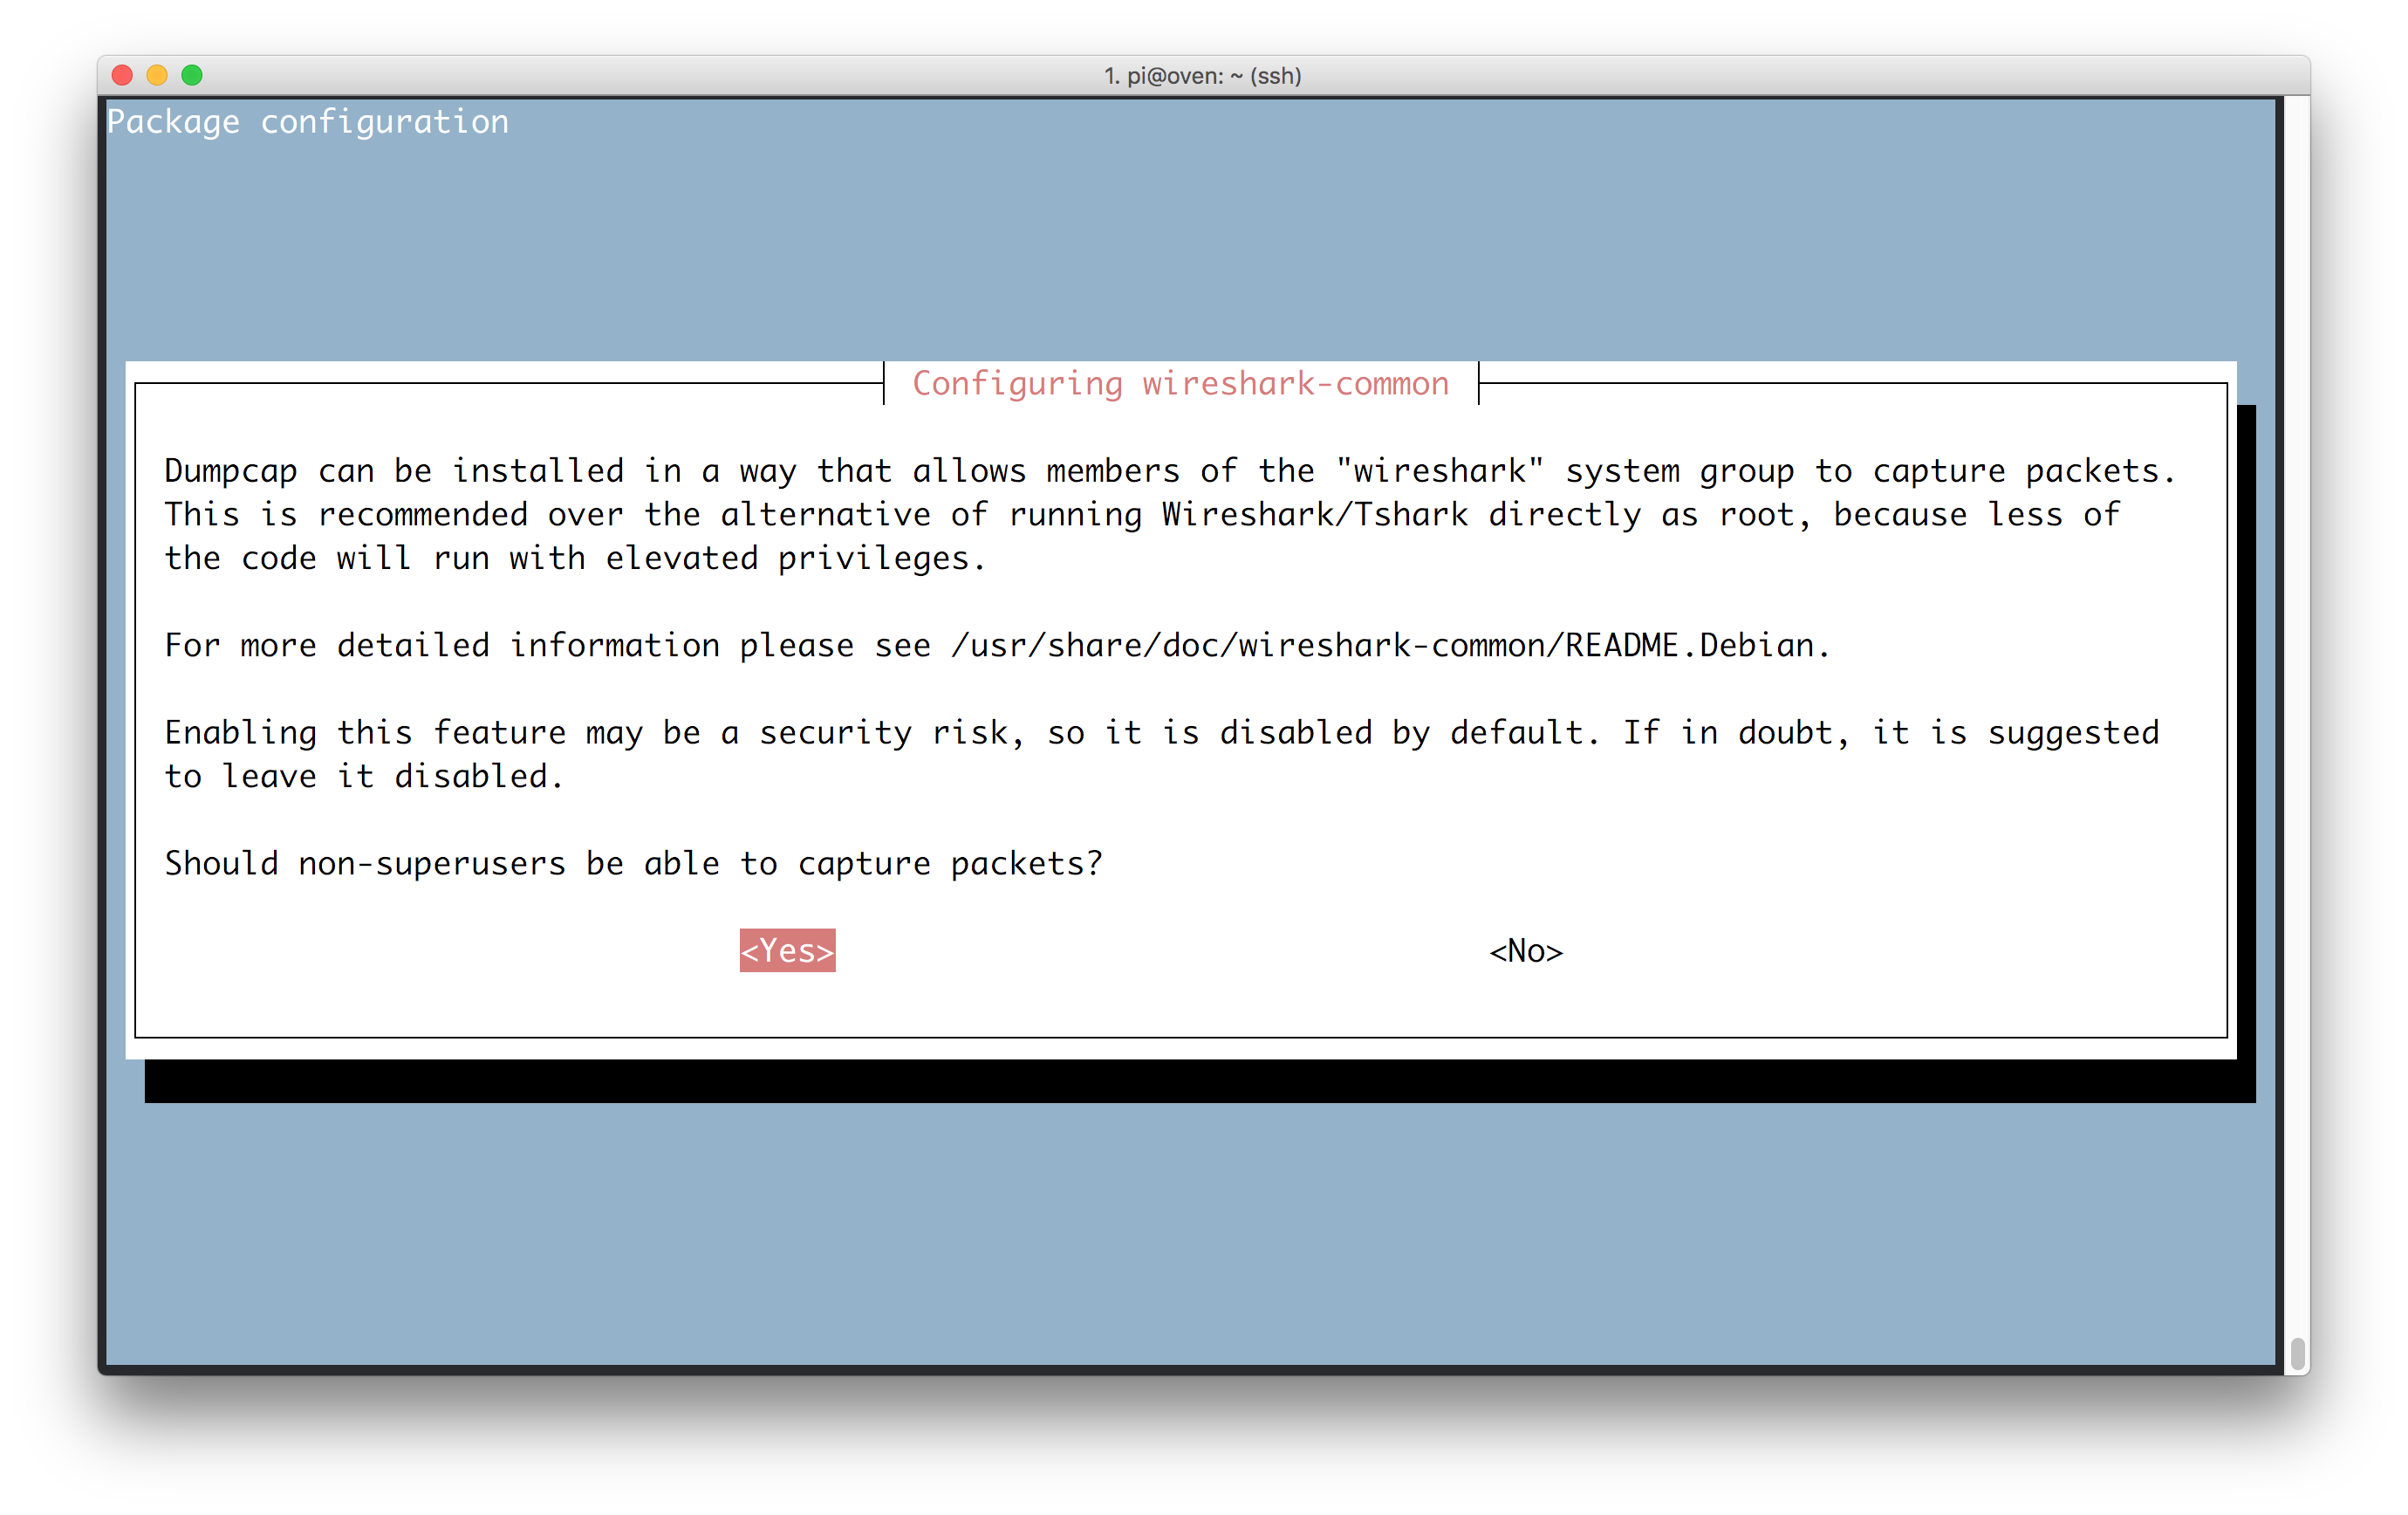 1. pi@oven: ~ (ssh)
Package configuration
Configuring wireshark-common
Dumpcap can be installed in a way that allows members of the "wireshark" system group to capture packets.
This is recommended over the alternative of running Wireshark/Tshark directly as root, because less of
the code will run with elevated privileges.
For more detailed information please see /usr/share/doc/wireshark-common/README.Debian.
Enabling this feature may be a security risk, so it is disabled by default. If in doubt, it is suggested
to leave it disabled.
Should non-superusers be able to capture packets?
<Yes> <No>